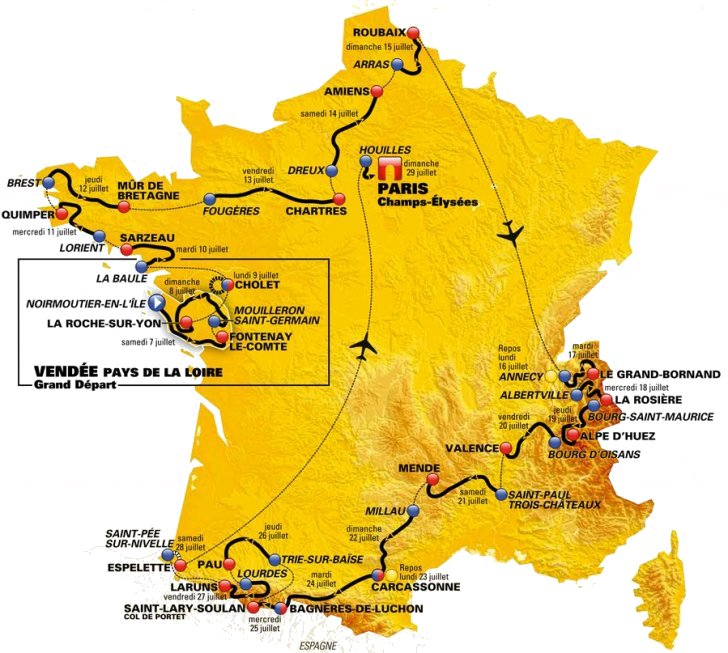 ROUBAIX
dimanche 15 juillet
ARRAS
AMIENS
samedi 14 juillet
HOUILLES
dimanche
29 juillet
PARIS
Champs-Élysées
DREUX
vendredi
13 juillet
CHARTRES
FOUGÈRES
BREST
jeudi
12 juillet
MÛR DE
BRETAGNE
QUIMPER
mercredi 11 juillet
LORIENT
SARZEAU
mardi 10 juillet
LA BAULE
lundi 9 juillet
CHOLET
dimanche
8 juillet
NOIRMOUTIER-EN-L'ÎLE
MOUILLERON
SAINT-GERMAIN
LA ROCHE-SUR-YON
samedi 7 juillet
FONTENAY
LE-COMTE
VENDÉE PAYS DE LA LOIRE
Grand Départ
Repos
lundi
16 juillet
ANNECY
mardi
17 juillet
LE GRAND-BORNAND
mercredi 18 juillet
ALBERTVILLE
LA ROSIÈRE
jeudi
19 juillet
BOURG-SAINT-MAURICE
vendredi
20 juillet
ALPE D'HUEZ
VALENCE
BOURG D'OISANS
MENDE
samedi
21 juillet
SAINT-PAUL
TROIS-CHÂTEAUX
MILLAU
dimanche
22 juillet
Repos
lundi 23 juillet
CARCASSONNE
mardi
24 juillet
BAGNÈRES-DE-LUCHON
SAINT-PÉE
SUR-NIVELLE
samedi
28 juillet
jeudi
26 juillet
ESPELETTE
PAU
TRIE-SUR-BAÏSE
LOURDES
LARUNS
vendredi 27 juillet
SAINT-LARY-SOULAN
COL DE PORTET
mercredi
25 juillet
ESPAGNE